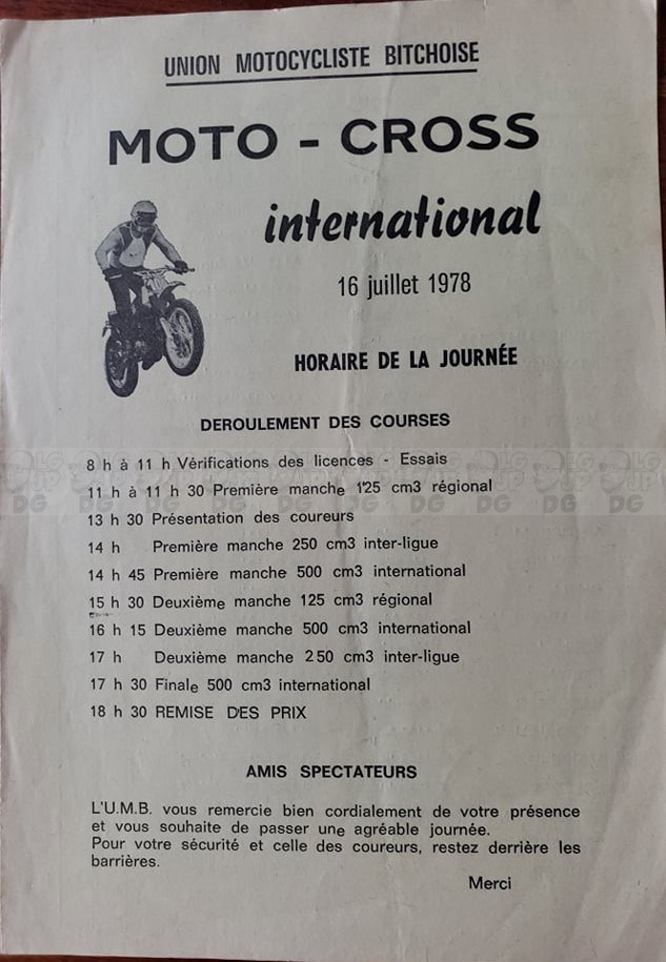 UNION MOTOCYCLISTE BITCHOISE
MOTO - CROSS
international
16 juillet 1978
HORAIRE DE LA JOURNÉE
DEROULEMENT DES COURSES
8 h à 11 h Vérifications des licences - Essais
11 h à 11 h 30 Première manche 125 cm3 régional
13 h 30 Présentation des coureurs
14 h Première manche 250 cm3 inter-ligue
14 h 45 Première manche 500 cm3 international
15 h 30 Deuxième manche 125 cm3 régional
16 h 15 Deuxième manche 500 cm3 international
17 h Deuxième manche 250 cm3 inter-ligue
17 h 30 Finale 500 cm3 international
18 h 30 REMISE DES PRIX
AMIS SPECTATEURS
L'U.M.B. vous remercie bien cordialement de votre présence
et vous souhaite de passer une agréable journée.
Pour votre sécurité et celle des coureurs, restez derrière les
barrières.
Merci